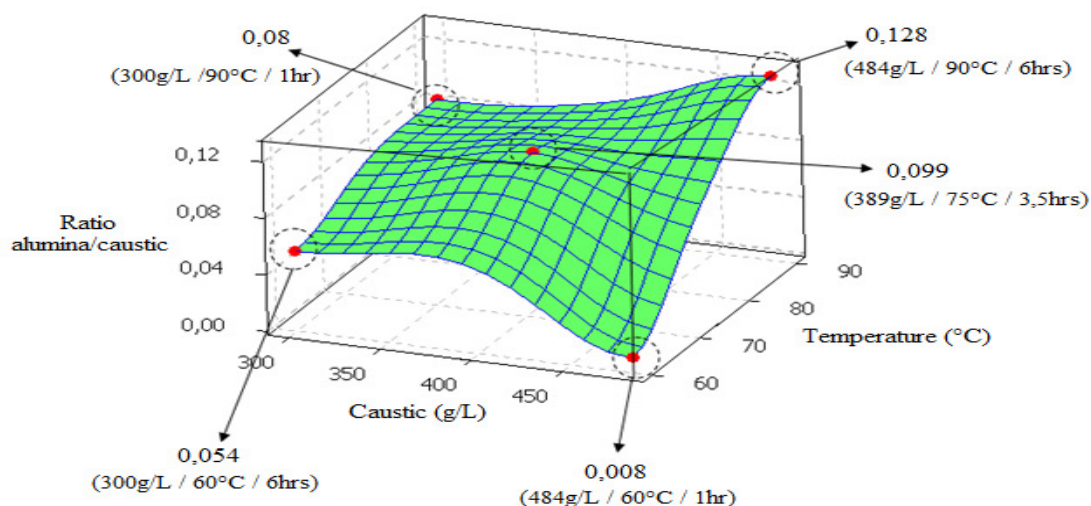 0,08
(300g/L /90°C / 1hr)
0,128
(484g/L / 90°C / 6hrs)
0,099
(389g/L / 75°C / 3,5hrs)
Ratio
alumina/caustic
0,12
0,08
0,04
0,00
300
350
400
450
Caustic (g/L)
60
70
80
90
Temperature (°C)
0,054
(300g/L / 60°C / 6hrs)
0,008
(484g/L / 60°C / 1hr)